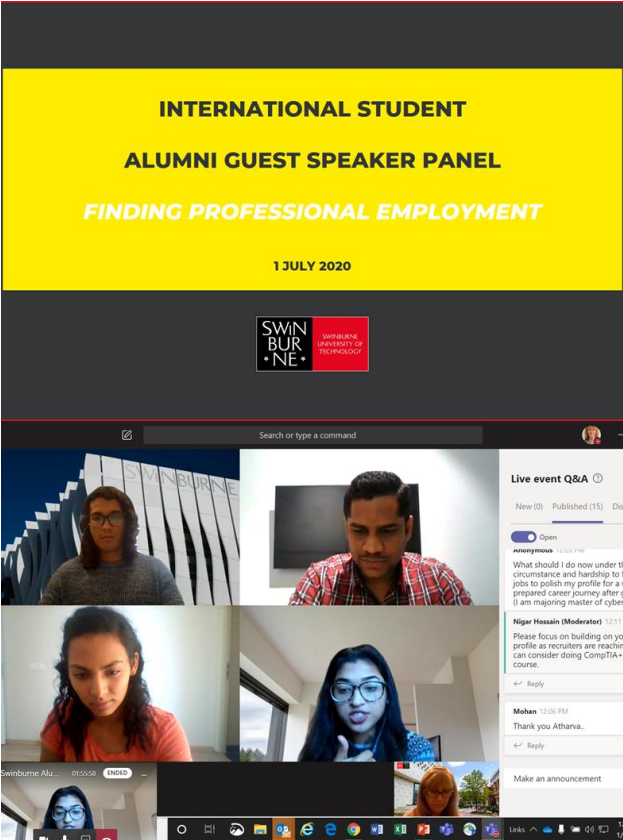 INTERNATIONAL STUDENT
ALUMNI GUEST SPEAKER PANEL
FINDING PROFESSIONAL EMPLOYMENT
1 JULY 2020
SWIN
BUR
* NE *
SWINBURNE
UNIVERSITY OF
TECHNOLOGY
Search or type a command
SWINBURNE
Live event Q&A
New (0) Published (15) Dis
Open
Anonymous 12:03 PM
What should I do now under th
circumstance and hardship to
jobs to polish my profile for a
prepared career journey after
(I am majoring master of cyber
Nigar Hossain (Moderator) 12:11
Please focus on building on yo
profile as recruiters are reachin
can consider doing CompTIA+
course.
Reply
Mohan 12:06 PM
Thank you Atharva..
Reply
Make an announcement
Swinburne Alu... 01:55:58 ENDED ...
Links